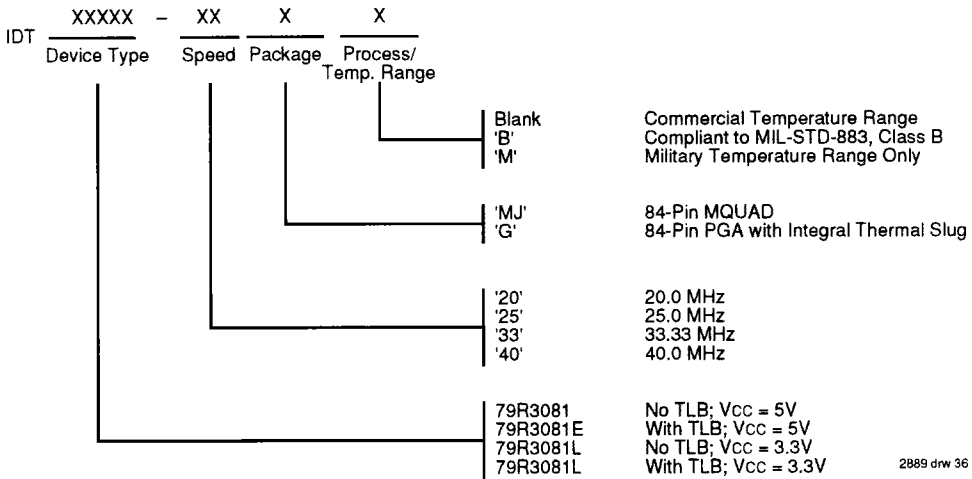 XXXXX – XX X X
IDT
Device Type Speed Package Process/
Temp. Range
Blank Commercial Temperature Range
'B' Compliant to MIL-STD-883, Class B
'M' Military Temperature Range Only
'MJ' 84-Pin MQUAD
'G' 84-Pin PGA with Integral Thermal Slug
'20' 20.0 MHz
'25' 25.0 MHz
'33' 33.33 MHz
'40' 40.0 MHz
79R3081 No TLB; VCC = 5V
79R3081E With TLB; VCC = 5V
79R3081L No TLB; VCC = 3.3V
79R3081L With TLB; VCC = 3.3V
2889 drw 36